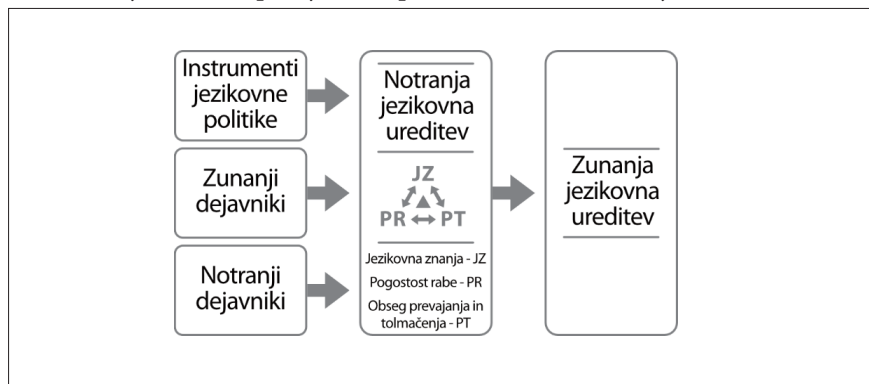 Instrumenti
jezikovne
politike
Zunanji
dejavniki
Notranji
dejavniki
Notranja
jezikovna
ureditev
JZ
PR PT
Jezikovna znanja - JZ
Pogostost rabe - PR
Obseg prevajanja in
tolmačenja - PT
Zunanja
jezikovna
ureditev